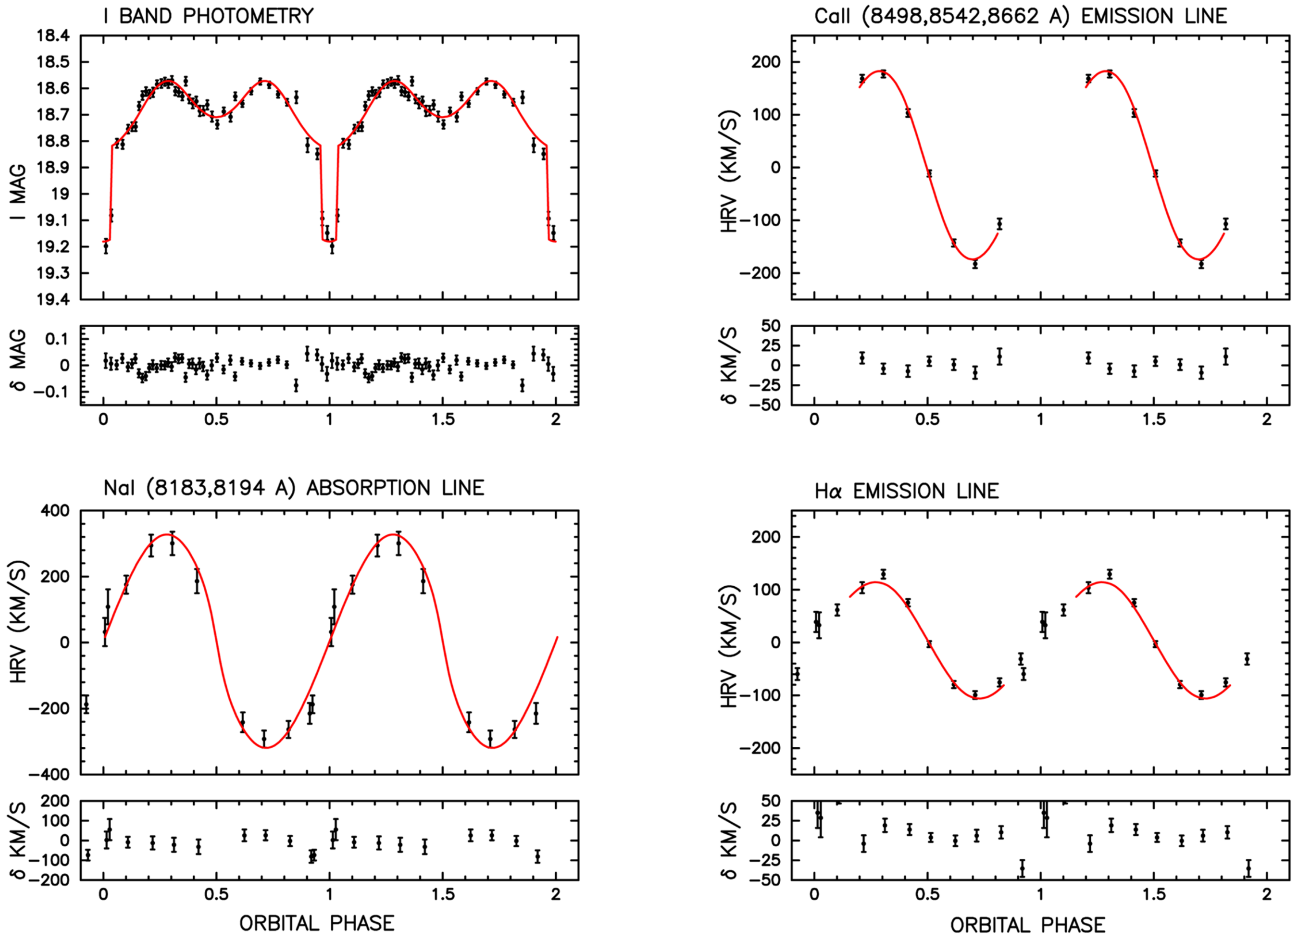 I BAND PHOTOMETRY
18.4
18.5
18.6
18.7
18.8
18.9
19
19.1
19.2
19.3
19.4
I MAG
0.1
0
−0.1
δ MAG
0 0.5 1 1.5 2
CaII (8498,8542,8662 A) EMISSION LINE
200
100
0
−100
−200
HRV (KM/S)
50
25
0
−25
−50
δ KM/S
0 0.5 1 1.5 2
NaI (8183,8194 A) ABSORPTION LINE
400
200
0
−200
−400
HRV (KM/S)
200
100
0
−100
−200
δ KM/S
0 0.5 1 1.5 2
ORBITAL PHASE
Hα EMISSION LINE
200
100
0
−100
−200
HRV (KM/S)
50
25
0
−25
−50
δ KM/S
0 0.5 1 1.5 2
ORBITAL PHASE